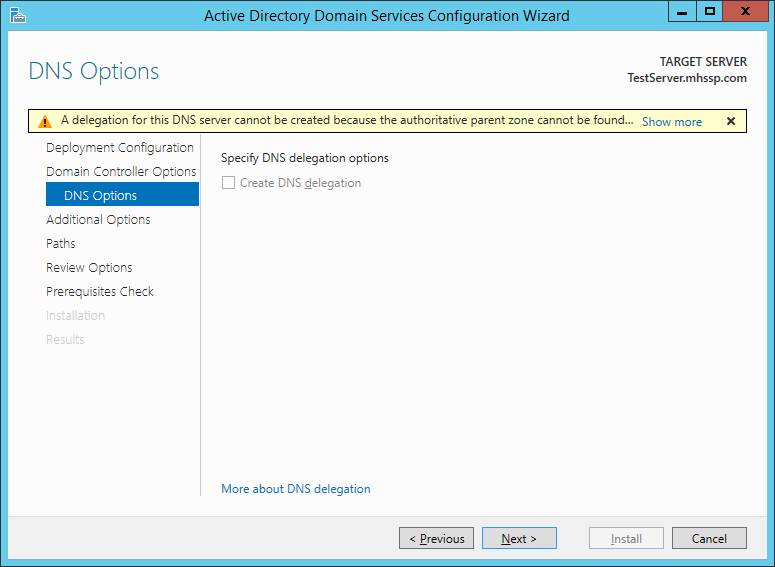 Active Directory Domain Services Configuration Wizard
DNS Options
TARGET SERVER
TestServer.mhssp.com
A delegation for this DNS server cannot be created because the authoritative parent zone cannot be found... Show more
Deployment Configuration
Domain Controller Options
DNS Options
Additional Options
Paths
Review Options
Prerequisites Check
Installation
Results
Specify DNS delegation options
Create DNS delegation
More about DNS delegation
< Previous
Next >
Install
Cancel